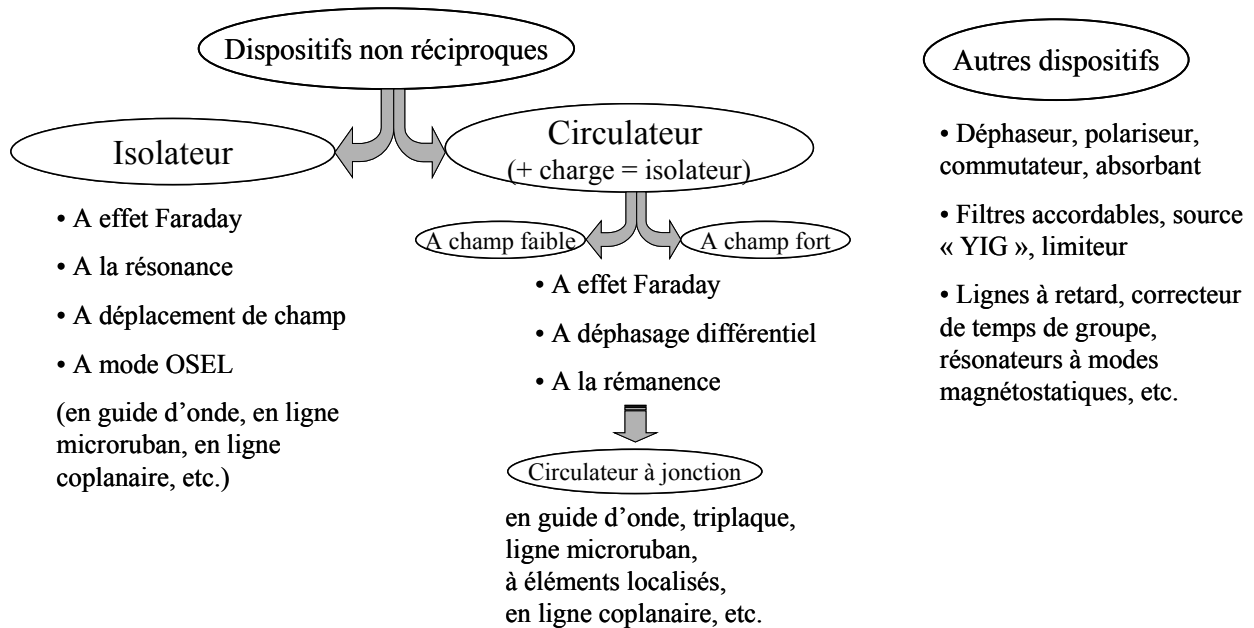 Dispositifs non réciproques
Isolateur
• A effet Faraday
• A la résonance
• A déplacement de champ
• A mode OSEL
(en guide d’onde, en ligne
microruban, en ligne
coplanaire, etc.)
Circulateur
(+ charge = isolateur)
A champ faible
A champ fort
• A effet Faraday
• A déphasage différentiel
• A la rémanence
Circulateur à jonction
en guide d’onde, triplaque,
ligne microruban,
à éléments localisés,
en ligne coplanaire, etc.
Autres dispositifs
• Déphaseur, polariseur,
commutateur, absorbant
• Filtres accordables, source
« YIG », limiteur
• Lignes à retard, correcteur
de temps de groupe,
résonateurs à modes
magnétostatiques, etc.